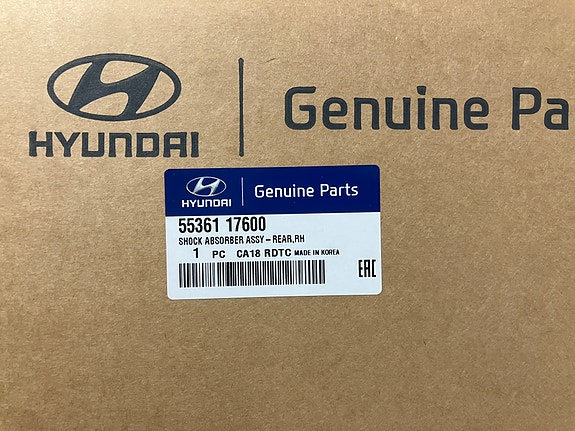 HYUNDAI
Genuine Pa
HYUNDAI
Genuine Parts
55361 17600
SHOCK ABSORBER ASSY-REAR,RH
1 PC CA18 RDTC MADE IN KOREA
EAC